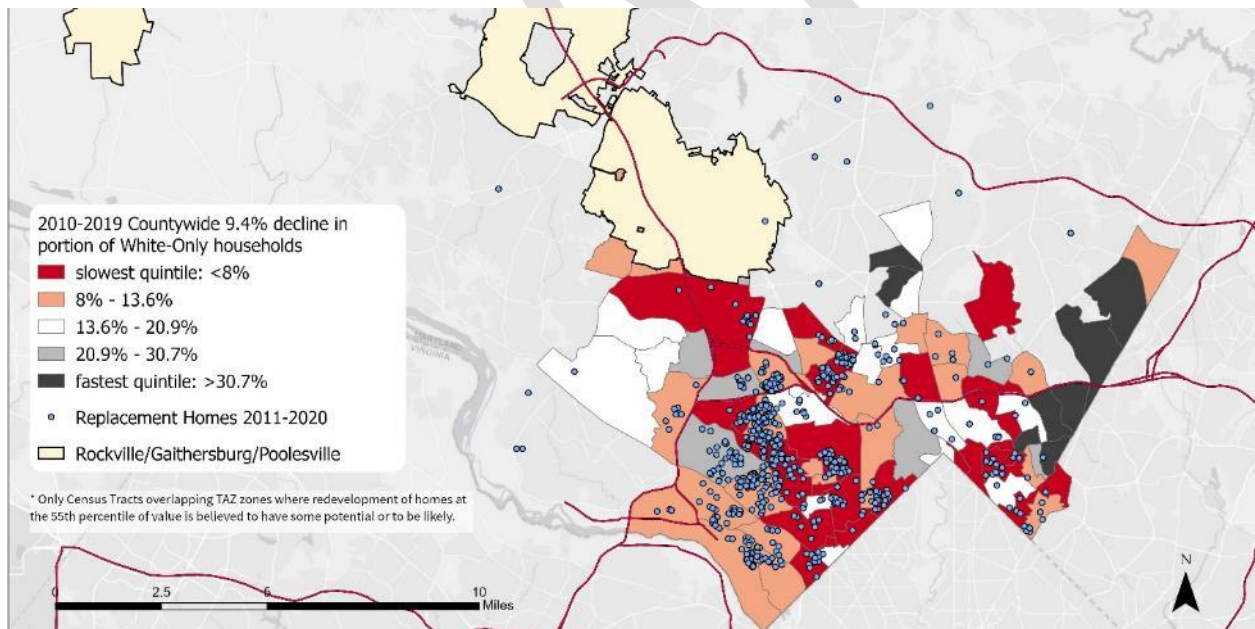 2010-2019 Countywide 9.4% decline in
portion of White-Only households
slowest quintile: <8%
8% - 13.6%
13.6% - 20.9%
20.9% - 30.7%
fastest quintile: >30.7%
Replacement Homes 2011-2020
Rockville/Gaithersburg/Poolesville
* Only Census Tracts overlapping TAZ zones where redevelopment of homes at
the 55th percentile of value is believed to have some potential or to be likely.
MARYLAND
VIRGINIA
N
0 2.5 5 10
Miles